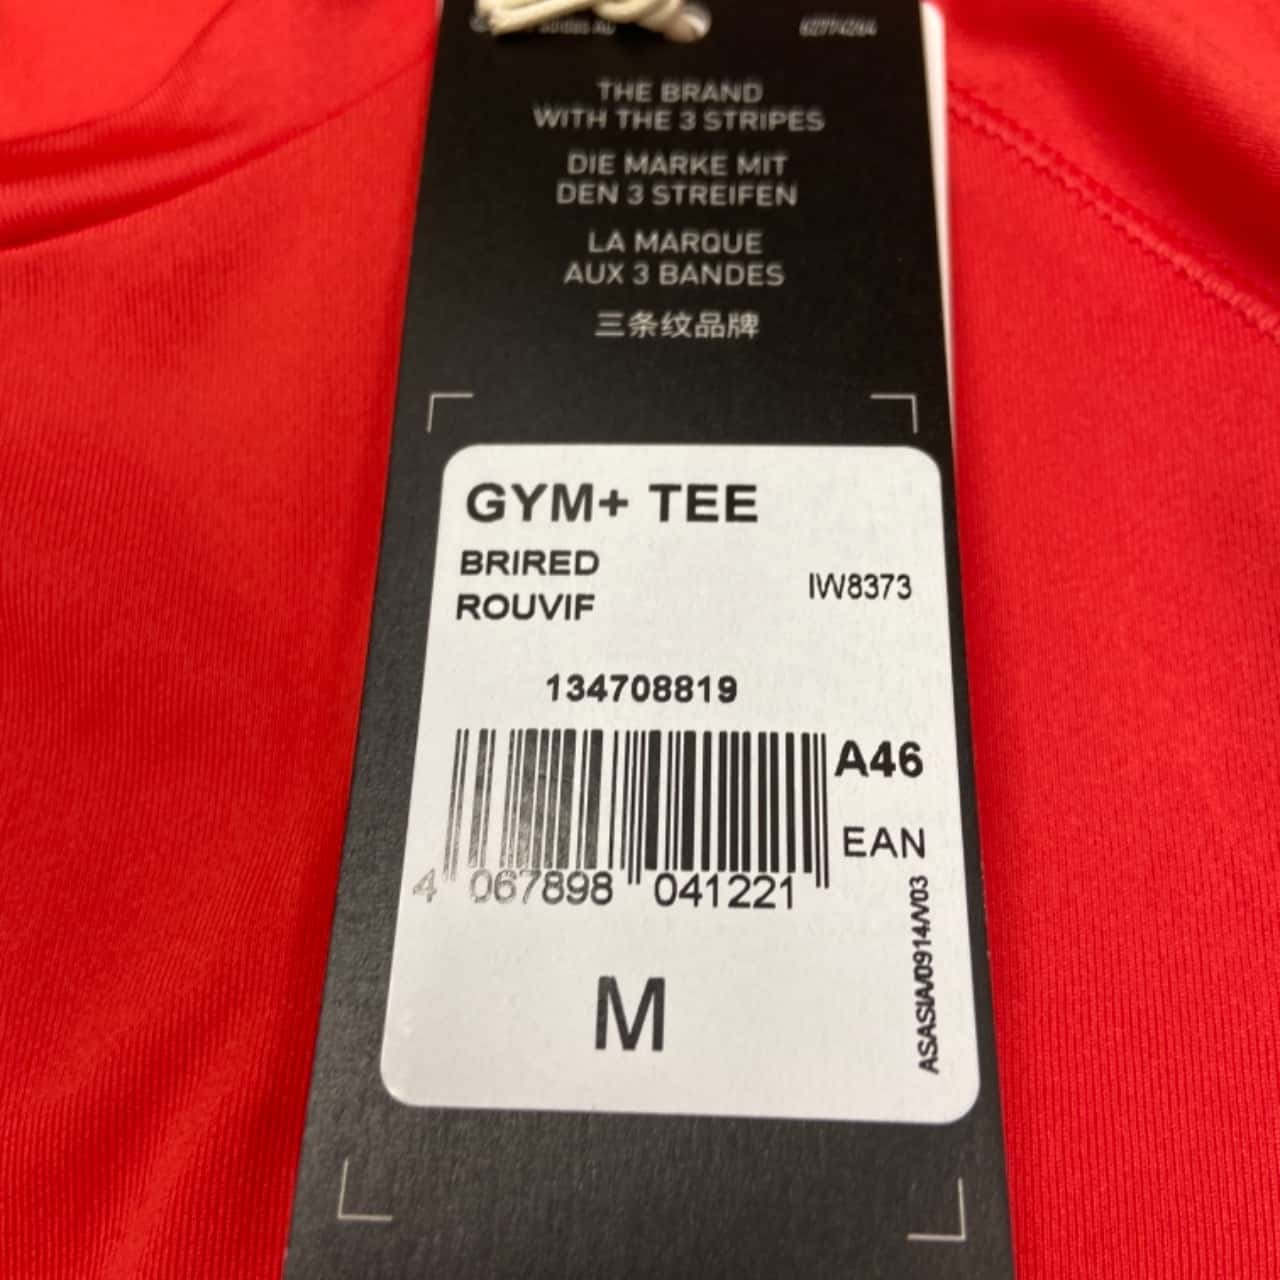 THE BRAND
WITH THE 3 STRIPES
DIE MARKE MIT
DEN 3 STREIFEN
LA MARQUE
AUX 3 BANDES
三条纹品牌
GYM+ TEE
BRIRED
ROUVIF
IW8373
134708819
A46
EAN
4 067898 041221
M
ASASIA/0914/V03